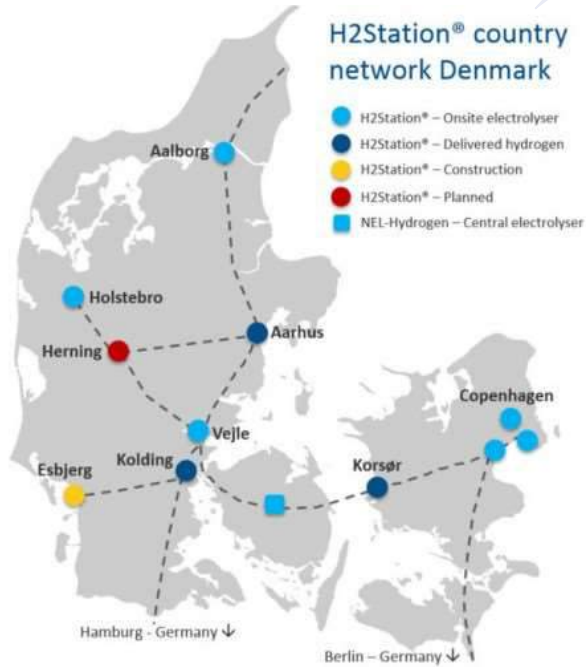 H2Station® country
network Denmark
H2Station® – Onsite electrolyser
H2Station® – Delivered hydrogen
H2Station® – Construction
H2Station® – Planned
NEL-Hydrogen – Central electrolyser
Aalborg
Holstebro
Herning
Aarhus
Copenhagen
Vejle
Kolding
Korsør
Esbjerg
Hamburg - Germany ↓
Berlin – Germany ↓